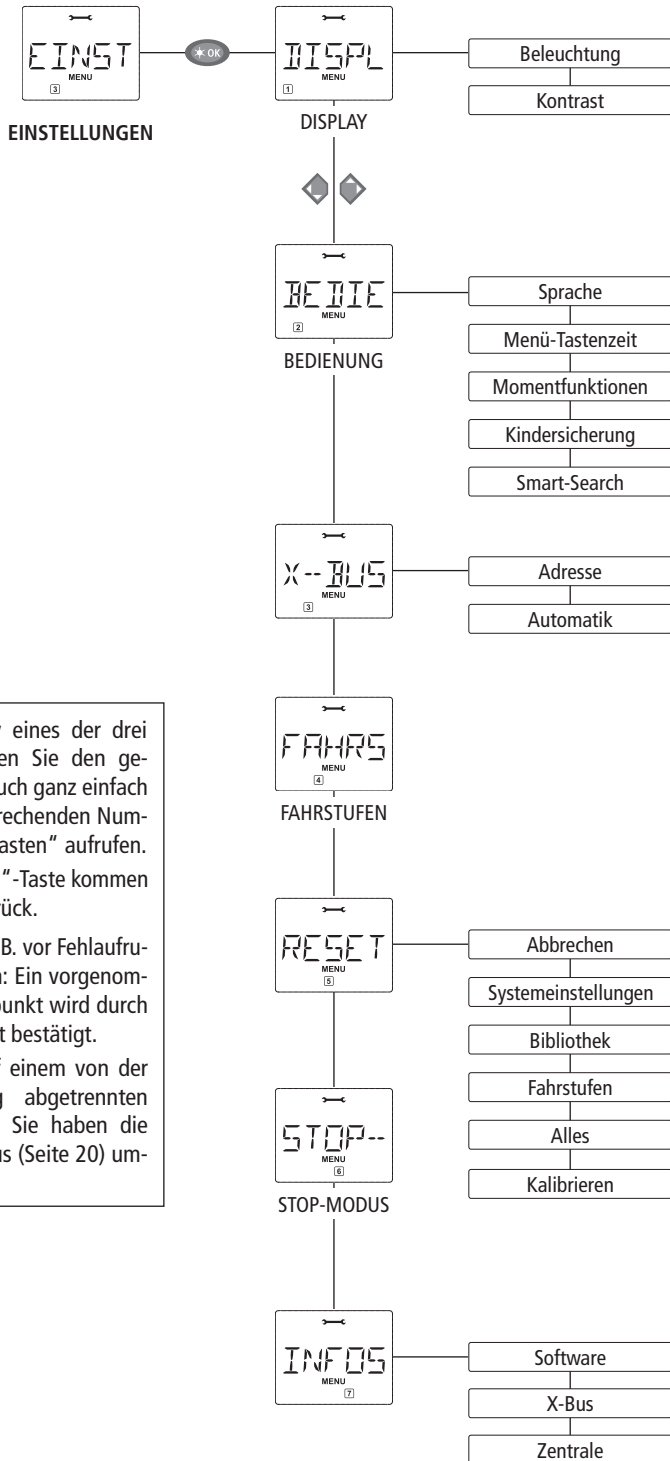 EINST
MENU
3
EINSTELLUNGEN
OK
DISPL
MENU
1
DISPLAY
Beleuchtung
Kontrast
BEDIE
MENU
2
BEDIENUNG
Sprache
Menü-Tastenzeit
Momentfunktionen
Kindersicherung
Smart-Search
X--BUS
MENU
3
Adresse
Automatik
FAHRS
MENU
4
FAHRSTUFEN
RESET
MENU
5
Abbrechen
Systemeinstellungen
Bibliothek
Fahrstufen
Alles
Kalibrieren
STOP--
MENU
6
STOP-MODUS
INFOS
MENU
7
Software
X-Bus
Zentrale
eines der drei
en Sie den ge-
uch ganz einfach
rechenden Num-
asten“ aufrufen.
“-Taste kommen
rück.
B. vor Fehlaufru-
n: Ein vorgenom-
punkt wird durch
t bestätigt.
f einem von der
g abgetrennten
Sie haben die
us (Seite 20) um-